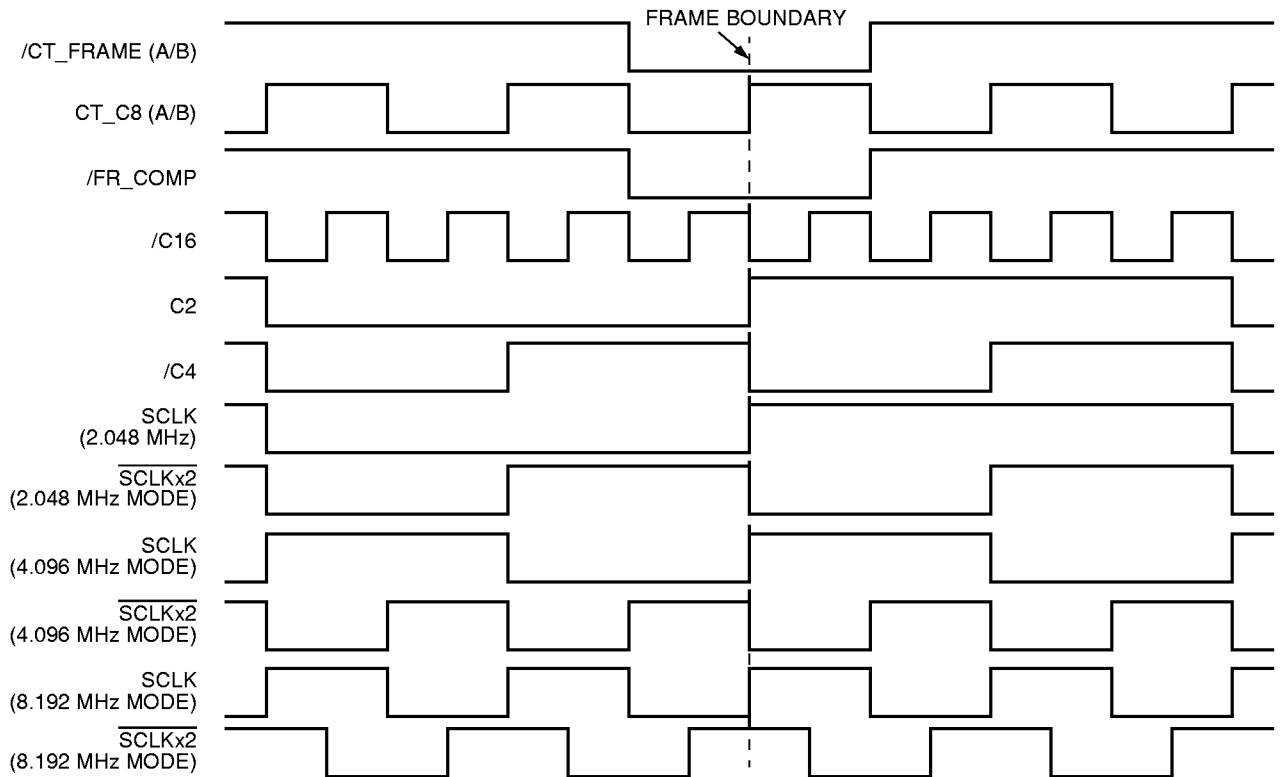 FRAME BOUNDARY
/CT_FRAME (A/B)
CT_C8 (A/B)
/FR_COMP
/C16
C2
/C4
SCLK
(2.048 MHz)
SCLKx2
(2.048 MHz MODE)
SCLK
(4.096 MHz MODE)
SCLKx2
(4.096 MHz MODE)
SCLK
(8.192 MHz MODE)
SCLKx2
(8.192 MHz MODE)